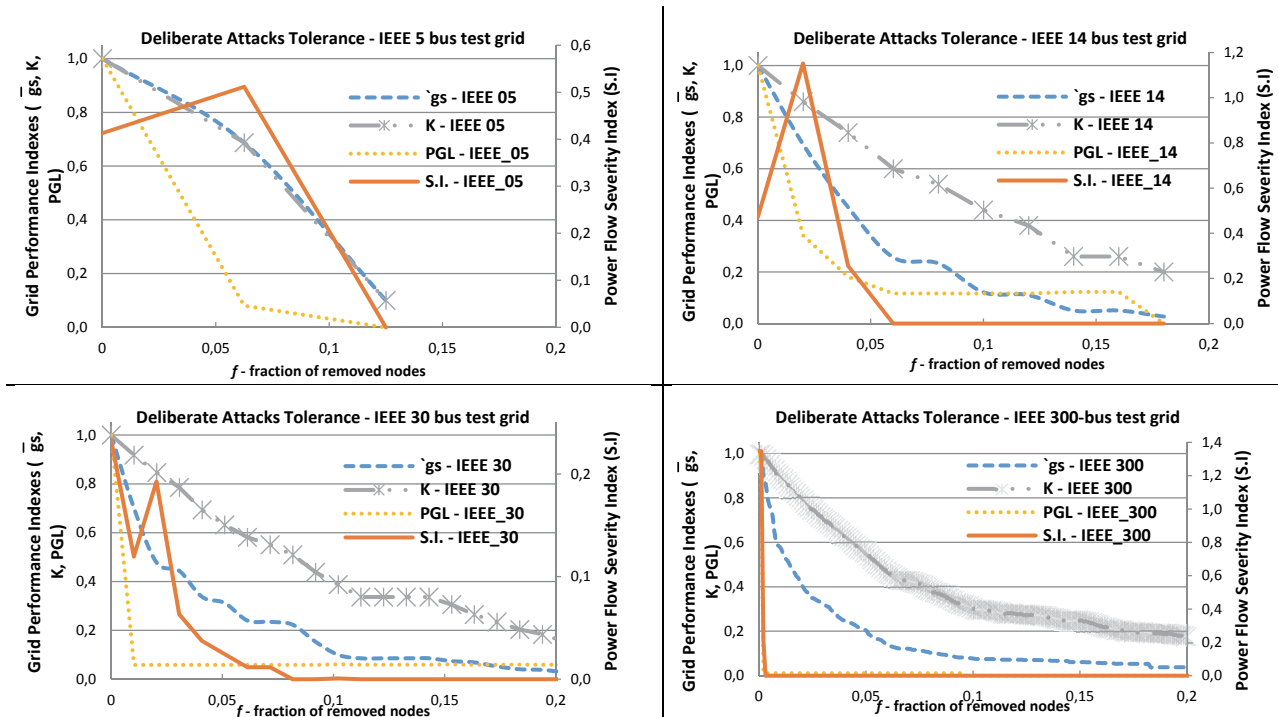 Deliberate Attacks Tolerance - IEEE 5 bus test grid
Grid Performance Indexes ( ¯gs, K,
PGL)
1,0
0,8
0,6
0,4
0,2
0,0
0,6
0,5
0,4
0,3
0,2
0,1
0,0
Power Flow Severity Index (S.I)
`gs - IEEE 05
K - IEEE 05
PGL - IEEE_05
S.I. - IEEE_05
0
0,05
0,1
0,15
0,2
f - fraction of removed nodes
Deliberate Attacks Tolerance - IEEE 14 bus test grid
Grid Performance Indexes ( ¯gs, K,
PGL)
1,0
0,8
0,6
0,4
0,2
0,0
1,2
1,0
0,8
0,6
0,4
0,2
0,0
Power Flow Severity Index (S.I)
`gs - IEEE 14
K - IEEE 14
PGL - IEEE_14
S.I. - IEEE_14
0
0,05
0,1
0,15
0,2
f - fraction of removed nodes
Deliberate Attacks Tolerance - IEEE 30 bus test grid
Grid Performance Indexes ( ¯gs,
K, PGL)
1,0
0,8
0,6
0,4
0,2
0,0
0,2
0,1
0,0
Power Flow Severity Index (S.I)
`gs - IEEE 30
K - IEEE 30
PGL - IEEE_30
S.I. - IEEE_30
0
0,05
0,1
0,15
0,2
f - fraction of removed nodes
Deliberate Attacks Tolerance - IEEE 300-bus test grid
Grid Performance Indexes ( ¯gs,
K, PGL)
1,0
0,8
0,6
0,4
0,2
0,0
1,4
1,2
1,0
0,8
0,6
0,4
0,2
0,0
Power Flow Severity Index (S.I)
`gs - IEEE 300
K - IEEE 300
PGL - IEEE_300
S.I. - IEEE_300
0
0,05
0,1
0,15
0,2
f - fraction of removed nodes